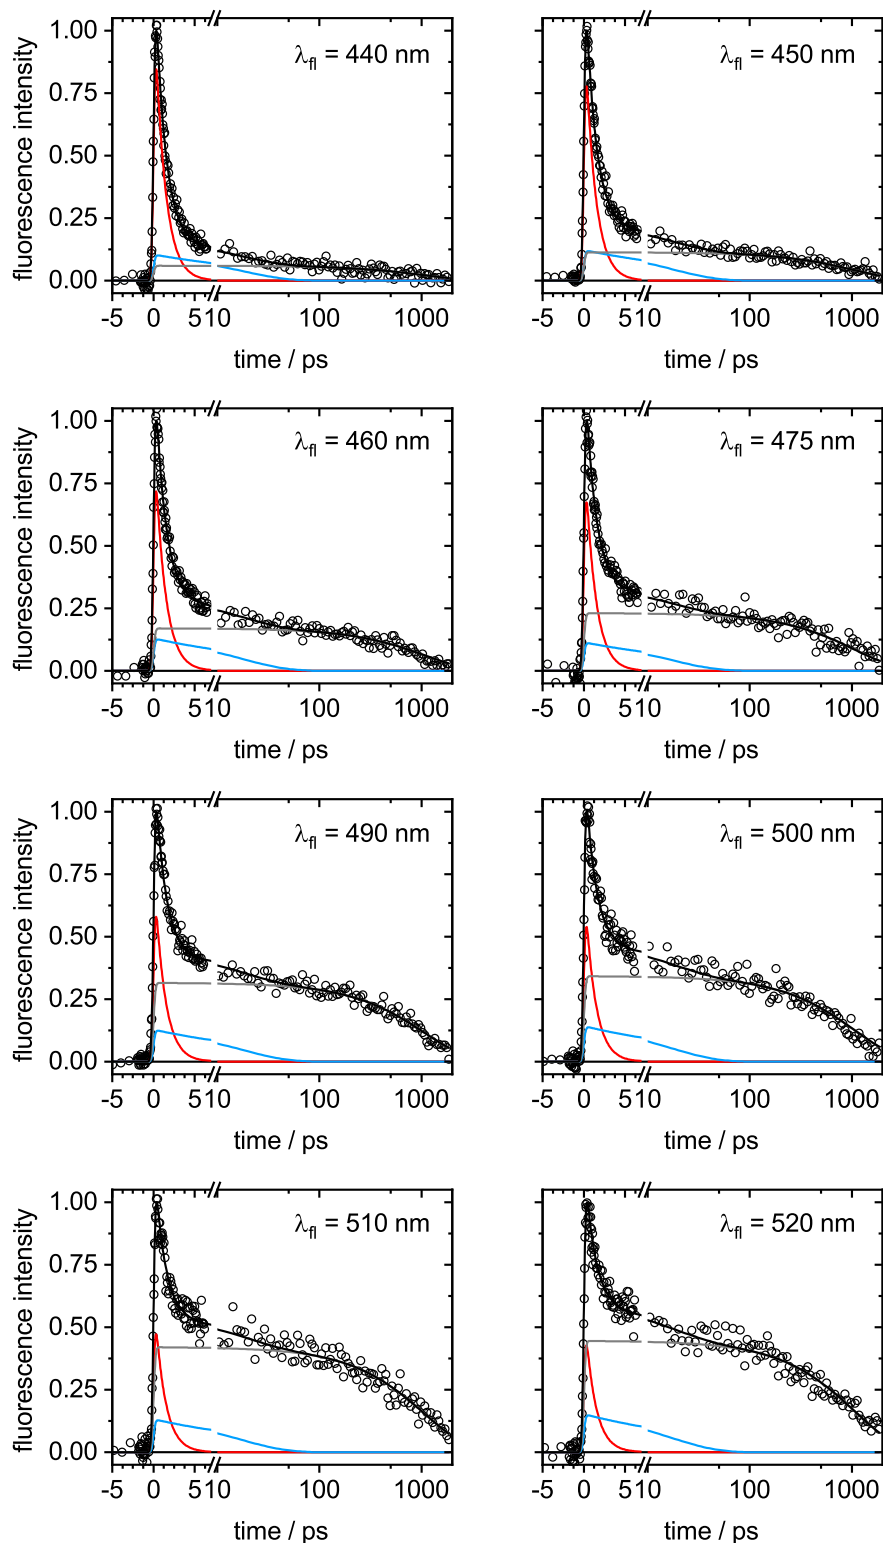 λfl = 440 nm
fluorescence intensity
1.00
0.75
0.50
0.25
0.00
-5 0 5 10 100 1000
time / ps
λfl = 450 nm
-5 0 5 10 100 1000
time / ps
λfl = 460 nm
fluorescence intensity
1.00
0.75
0.50
0.25
0.00
-5 0 5 10 100 1000
time / ps
λfl = 475 nm
-5 0 5 10 100 1000
time / ps
λfl = 490 nm
fluorescence intensity
1.00
0.75
0.50
0.25
0.00
-5 0 5 10 100 1000
time / ps
λfl = 500 nm
-5 0 5 10 100 1000
time / ps
λfl = 510 nm
fluorescence intensity
1.00
0.75
0.50
0.25
0.00
-5 0 5 10 100 1000
time / ps
λfl = 520 nm
-5 0 5 10 100 1000
time / ps